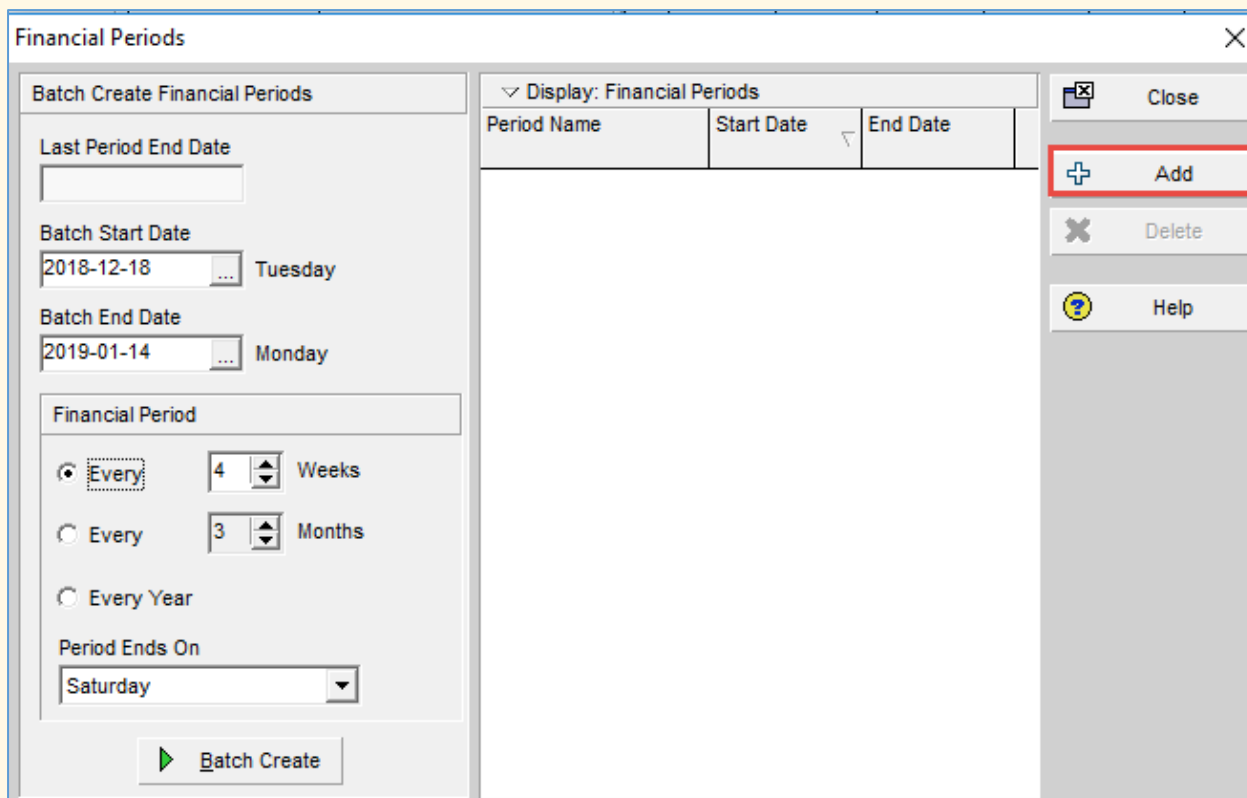 Financial Periods
Batch Create Financial Periods
Last Period End Date
Batch Start Date
2018-12-18 ... Tuesday
Batch End Date
2019-01-14 ... Monday
Financial Period
Every 4 Weeks
Every 3 Months
Every Year
Period Ends On
Saturday
Batch Create
Display: Financial Periods
Period Name Start Date End Date
Close
Add
Delete
? Help